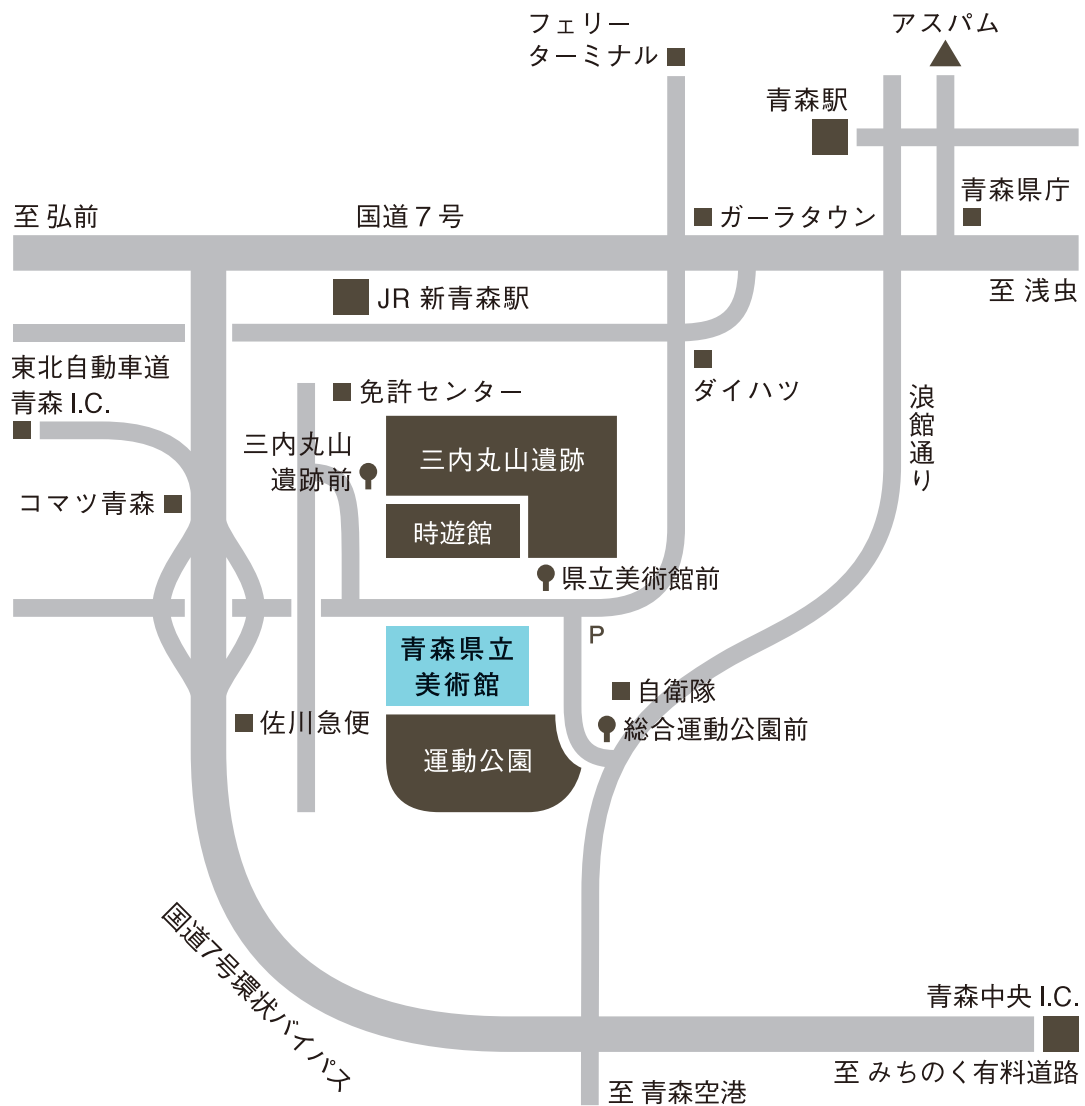 フェリー
ターミナル
アスパム
青森駅
青森県庁
至 弘前
国道7号
ガーラタウン
至 浅虫
JR 新青森駅
東北自動車道
青森 I.C.
免許センター
ダイハツ
浪館通り
三内丸山
遺跡前
三内丸山遺跡
コマツ青森
時遊館
県立美術館前
P
青森県立
美術館
自衛隊
佐川急便
総合運動公園前
運動公園
国道7号環状バイパス
青森中央 I.C.
至 みちのく有料道路
至 青森空港